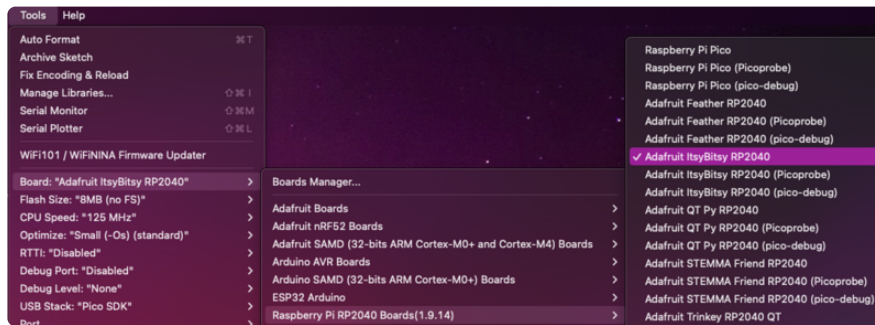 Tools Help
Auto Format ⌘T
Archive Sketch
Fix Encoding & Reload
Manage Libraries... ⇧⌘I
Serial Monitor ⇧⌘M
Serial Plotter ⇧⌘L
WiFi101 / WiFiNINA Firmware Updater
Board: "Adafruit ItsyBitsy RP2040" >
Flash Size: "8MB (no FS)" >
CPU Speed: "125 MHz" >
Optimize: "Small (-Os) (standard)" >
RTTI: "Disabled" >
Debug Port: "Disabled" >
Debug Level: "None" >
USB Stack: "Pico SDK" >
Port
Boards Manager...
Adafruit Boards >
Adafruit nRF52 Boards >
Adafruit SAMD (32-bits ARM Cortex-M0+ and Cortex-M4) Boards >
Arduino AVR Boards >
Arduino SAMD (32-bits ARM Cortex-M0+) Boards >
ESP32 Arduino >
Raspberry Pi RP2040 Boards(1.9.14) >
Raspberry Pi Pico
Raspberry Pi Pico (Picoprobe)
Raspberry Pi Pico (pico-debug)
Adafruit Feather RP2040
Adafruit Feather RP2040 (Picoprobe)
Adafruit Feather RP2040 (pico-debug)
✓ Adafruit ItsyBitsy RP2040
Adafruit ItsyBitsy RP2040 (Picoprobe)
Adafruit ItsyBitsy RP2040 (pico-debug)
Adafruit QT Py RP2040
Adafruit QT Py RP2040 (Picoprobe)
Adafruit QT Py RP2040 (pico-debug)
Adafruit STEMMA Friend RP2040
Adafruit STEMMA Friend RP2040 (Picoprobe)
Adafruit STEMMA Friend RP2040 (pico-debug)
Adafruit Trinkey RP2040 QT